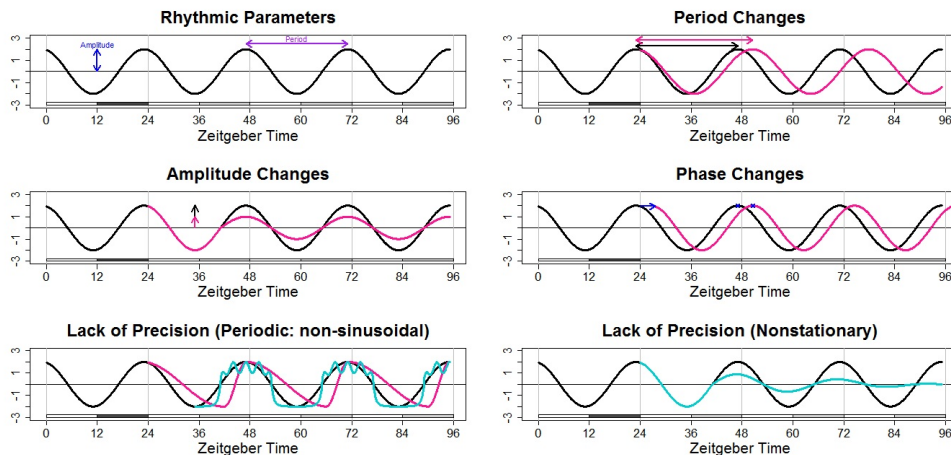 Rhythmic Parameters
3
1
-1
-3
Amplitude
Period
0 12 24 36 48 60 72 84 96
Zeitgeber Time
Period Changes
3
1
-1
-3
0 12 24 36 48 60 72 84 96
Zeitgeber Time
Amplitude Changes
3
1
-1
-3
0 12 24 36 48 60 72 84 96
Zeitgeber Time
Phase Changes
3
1
-1
-3
0 12 24 36 48 60 72 84 96
Zeitgeber Time
Lack of Precision (Periodic: non-sinusoidal)
3
1
-1
-3
0 12 24 36 48 60 72 84 96
Zeitgeber Time
Lack of Precision (Nonstationary)
3
1
-1
-3
0 12 24 36 48 60 72 84 96
Zeitgeber Time